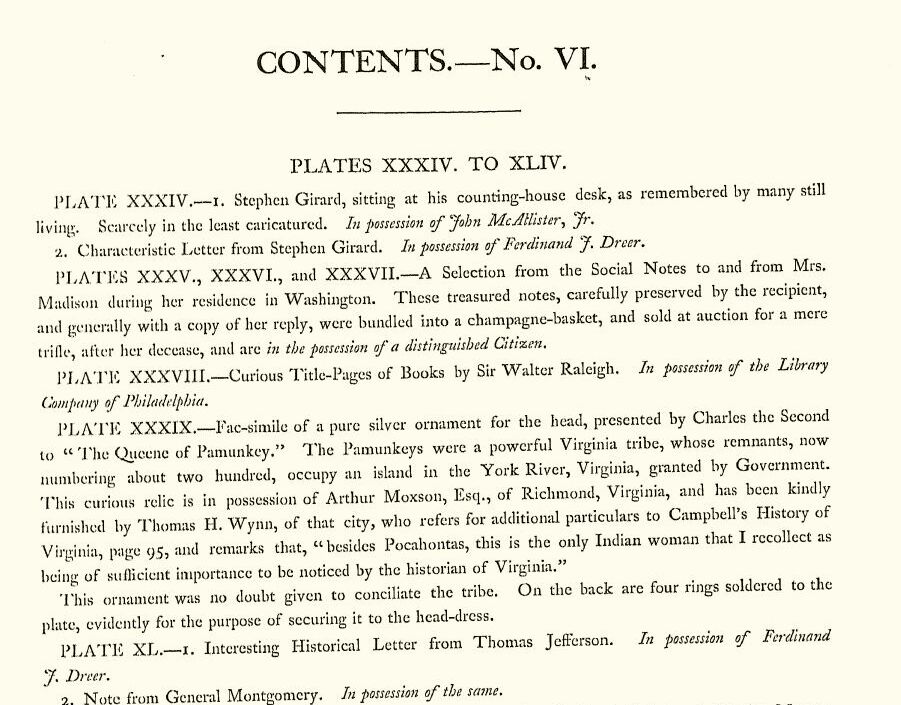 CONTENTS.—No. VI.
PLATES XXXIV. TO XLIV.
PLATE XXXIV.—1. Stephen Girard, sitting at his counting-house desk, as remembered by many still
living. Scarcely in the least caricatured. In possession of John McAllister, Jr.
2. Characteristic Letter from Stephen Girard. In possession of Ferdinand J. Dreer.
PLATES XXXV., XXXVI., and XXXVII.—A Selection from the Social Notes to and from Mrs.
Madison during her residence in Washington. These treasured notes, carefully preserved by the recipient,
and generally with a copy of her reply, were bundled into a champagne-basket, and sold at auction for a mere
trifle, after her decease, and are in the possession of a distinguished Citizen.
PLATE XXXVIII.—Curious Title-Pages of Books by Sir Walter Raleigh. In possession of the Library
Company of Philadelphia.
PLATE XXXIX.—Fac-simile of a pure silver ornament for the head, presented by Charles the Second
to “The Queene of Pamunkey.” The Pamunkeys were a powerful Virginia tribe, whose remnants, now
numbering about two hundred, occupy an island in the York River, Virginia, granted by Government.
This curious relic is in possession of Arthur Moxson, Esq., of Richmond, Virginia, and has been kindly
furnished by Thomas H. Wynn, of that city, who refers for additional particulars to Campbell’s History of
Virginia, page 95, and remarks that, “besides Pocahontas, this is the only Indian woman that I recollect as
being of sufficient importance to be noticed by the historian of Virginia.”
This ornament was no doubt given to conciliate the tribe. On the back are four rings soldered to the
plate, evidently for the purpose of securing it to the head-dress.
PLATE XL.—1. Interesting Historical Letter from Thomas Jefferson. In possession of Ferdinand
J. Dreer.
2. Note from General Montgomery. In possession of the same.